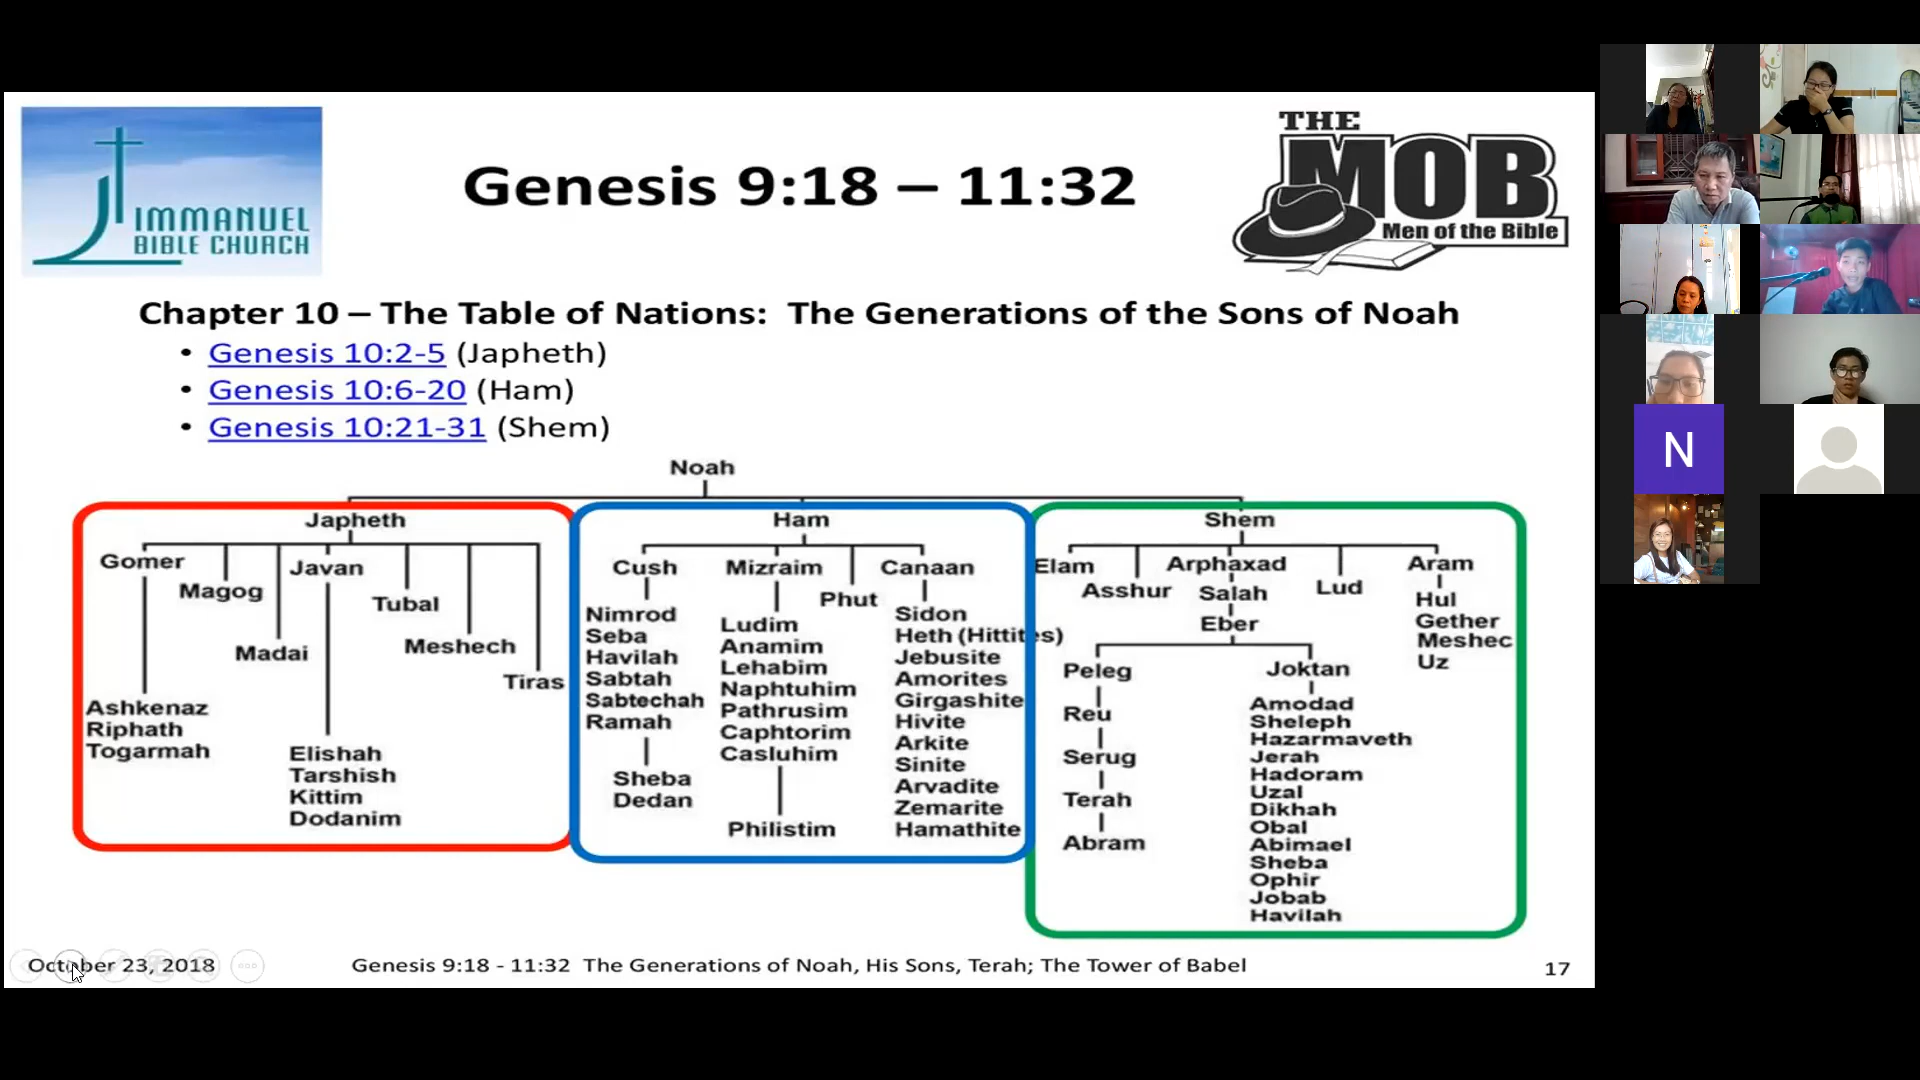 IMMANUEL
BIBLE CHURCH
Genesis 9:18 – 11:32
THE
MOB
Men of the Bible
Chapter 10 – The Table of Nations: The Generations of the Sons of Noah
• Genesis 10:2-5 (Japheth)
• Genesis 10:6-20 (Ham)
• Genesis 10:21-31 (Shem)
Noah
Japheth
Gomer
Magog
Madai
Javan
Tubal
Meshech
Tiras
Ashkenaz
Riphath
Togarmah
Elishah
Tarshish
Kittim
Dodanim
Ham
Cush
Mizraim
Phut
Canaan
Nimrod
Seba
Havilah
Sabtah
Sabtechah
Ramah
Sheba
Dedan
Ludim
Anamim
Lehabim
Naphtuhim
Pathrusim
Caphtorim
Casluhim
Philistim
Sidon
Heth (Hittites)
Jebusite
Amorites
Girgashite
Hivite
Arkite
Sinite
Arvadite
Zemarite
Hamathite
Shem
Elam
Asshur
Arphaxad
Lud
Aram
Salah
Eber
Peleg
Reu
Serug
Terah
Abram
Joktan
Amodad
Sheleph
Hazarmaveth
Jerah
Hadoram
Uzal
Dikhah
Obal
Abimael
Sheba
Ophir
Jobab
Havilah
Hul
Gether
Meshec
Uz
October 23, 2018
Genesis 9:18 - 11:32 The Generations of Noah, His Sons, Terah; The Tower of Babel
17
N